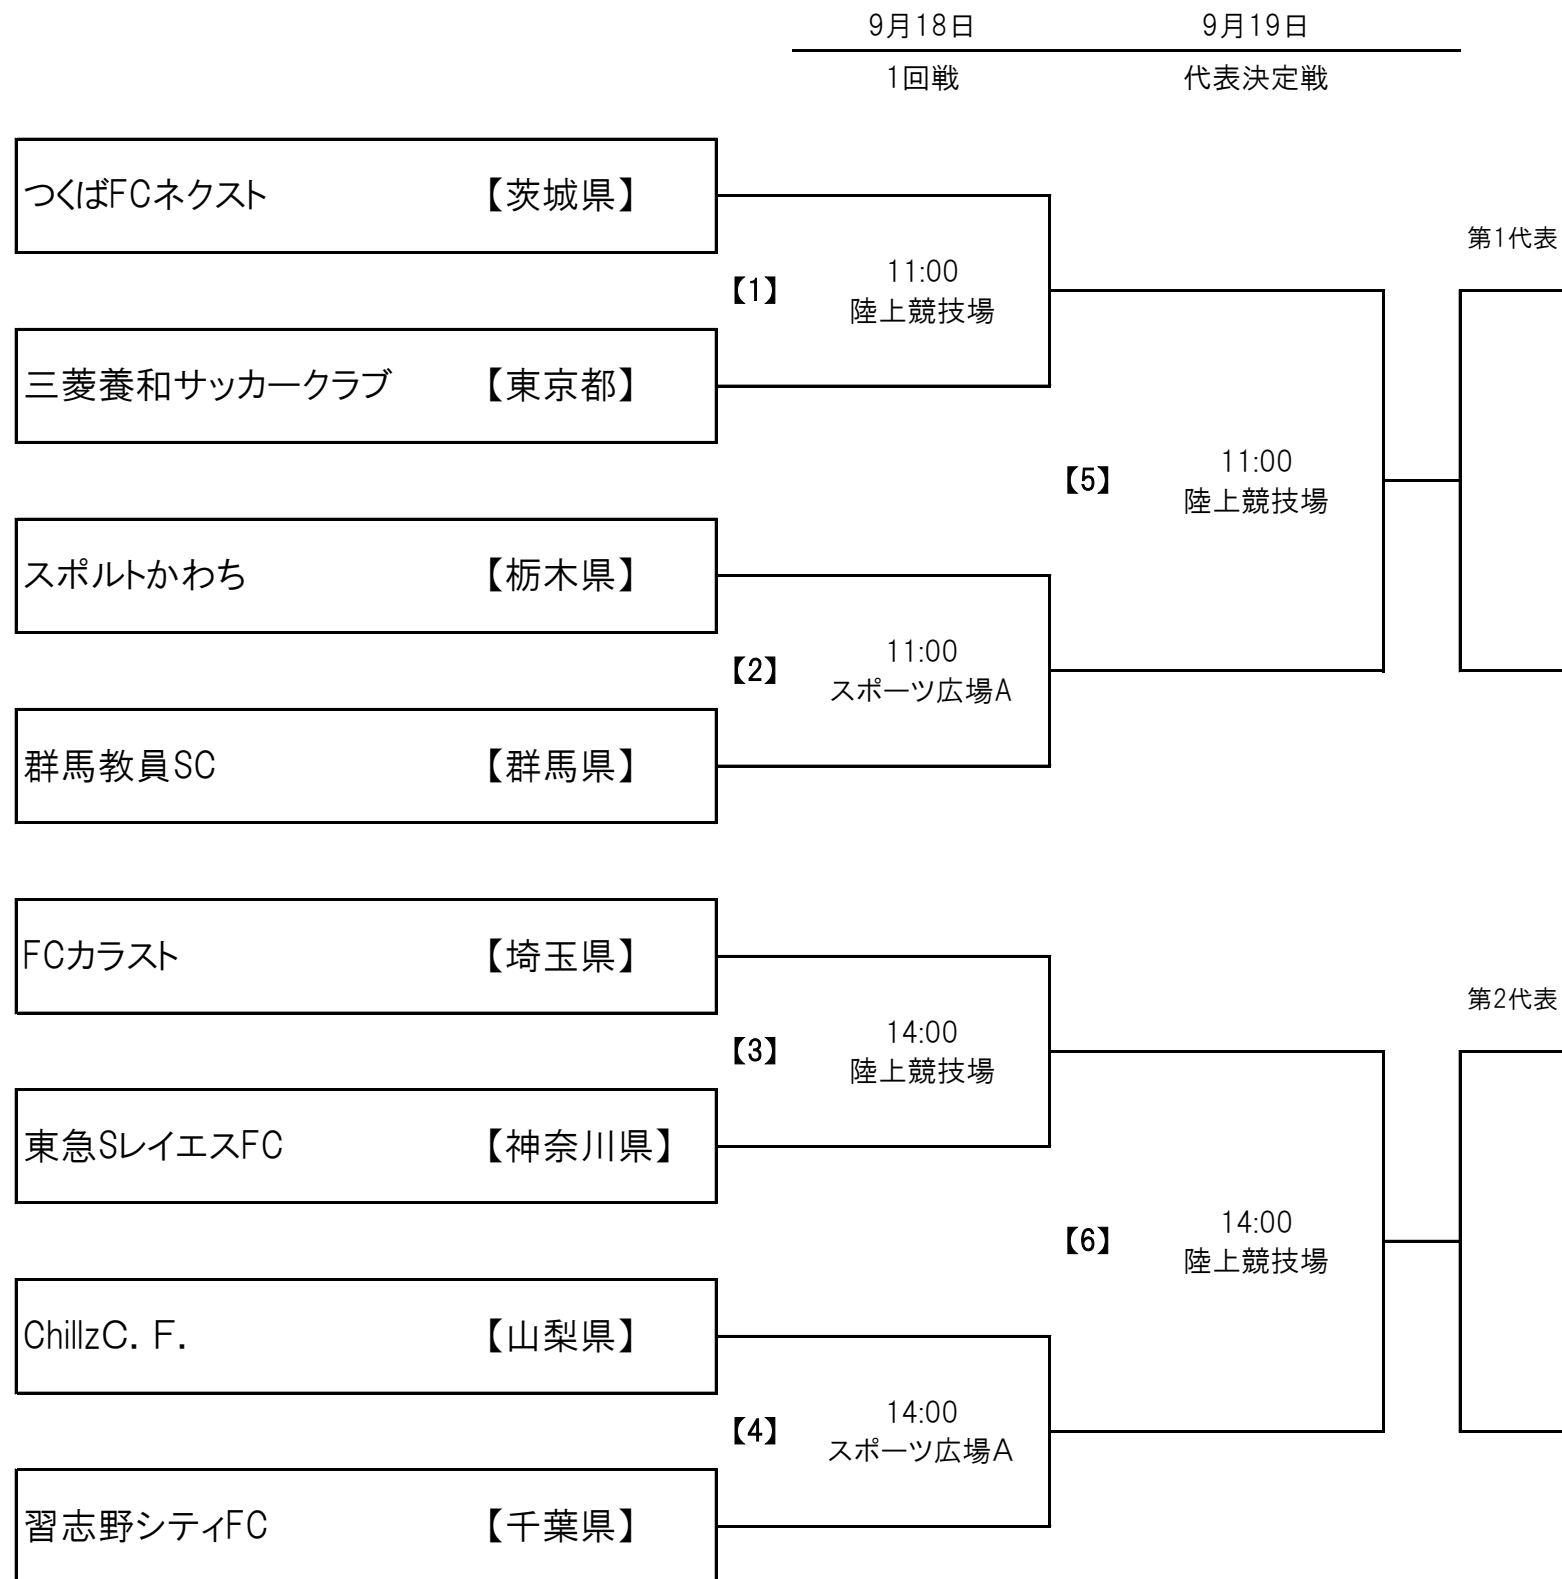 9月18日 9月19日
1回戦 代表決定戦
つくばFCネクスト 【茨城県】
第1代表
【1】 11:00
陸上競技場
三菱養和サッカークラブ 【東京都】
【5】 11:00
陸上競技場
スポルトかわち 【栃木県】
【2】 11:00
スポーツ広場A
群馬教員SC 【群馬県】
FCカラスト 【埼玉県】
第2代表
【3】 14:00
陸上競技場
東急SレイエスFC 【神奈川県】
【6】 14:00
陸上競技場
ChillzC．F. 【山梨県】
【4】 14:00
スポーツ広場A
習志野シティFC 【千葉県】